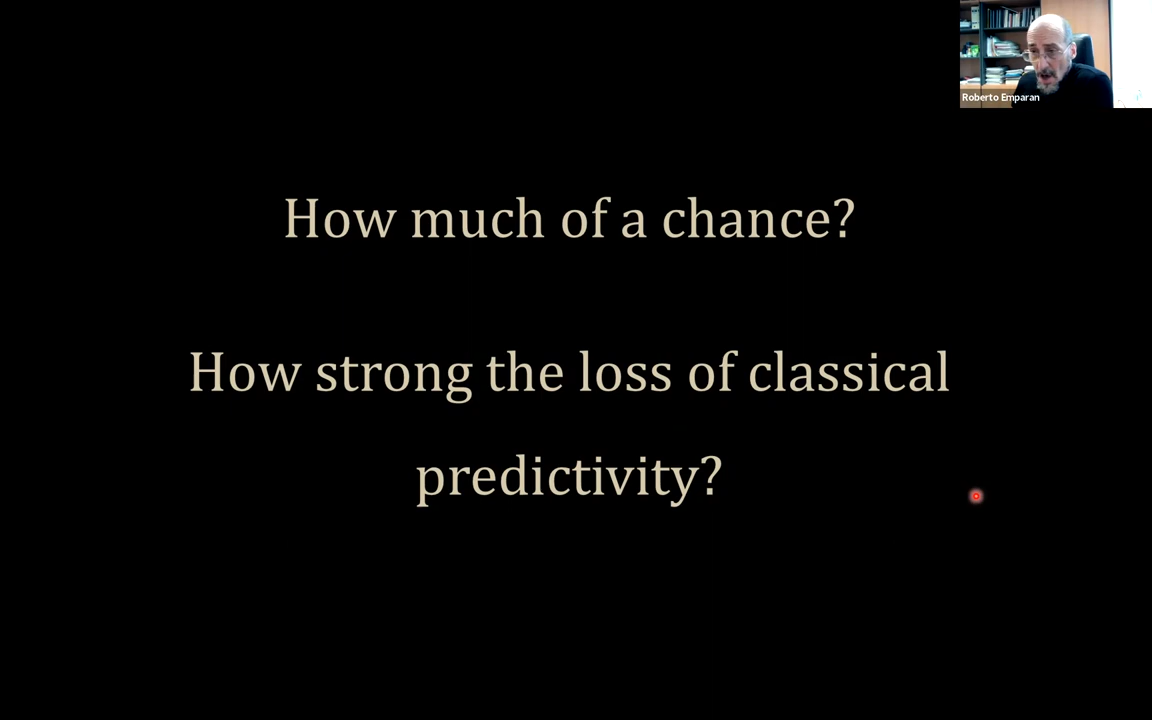 Roberto Emparan
How much of a chance?
How strong the loss of classical
predictivity?